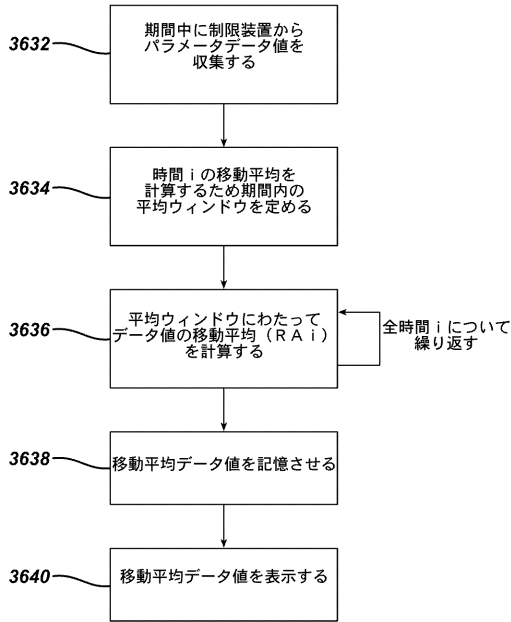 3632
期間中に制限装置から
パラメータデータ値を
収集する
3634
時間ｉの移動平均を
計算するため期間内の
平均ウィンドウを定める
3636
平均ウィンドウにわたって
データ値の移動平均（ＲＡｉ）
を計算する
全時間ｉについて
繰り返す
3638
移動平均データ値を記憶させる
3640
移動平均データ値を表示する